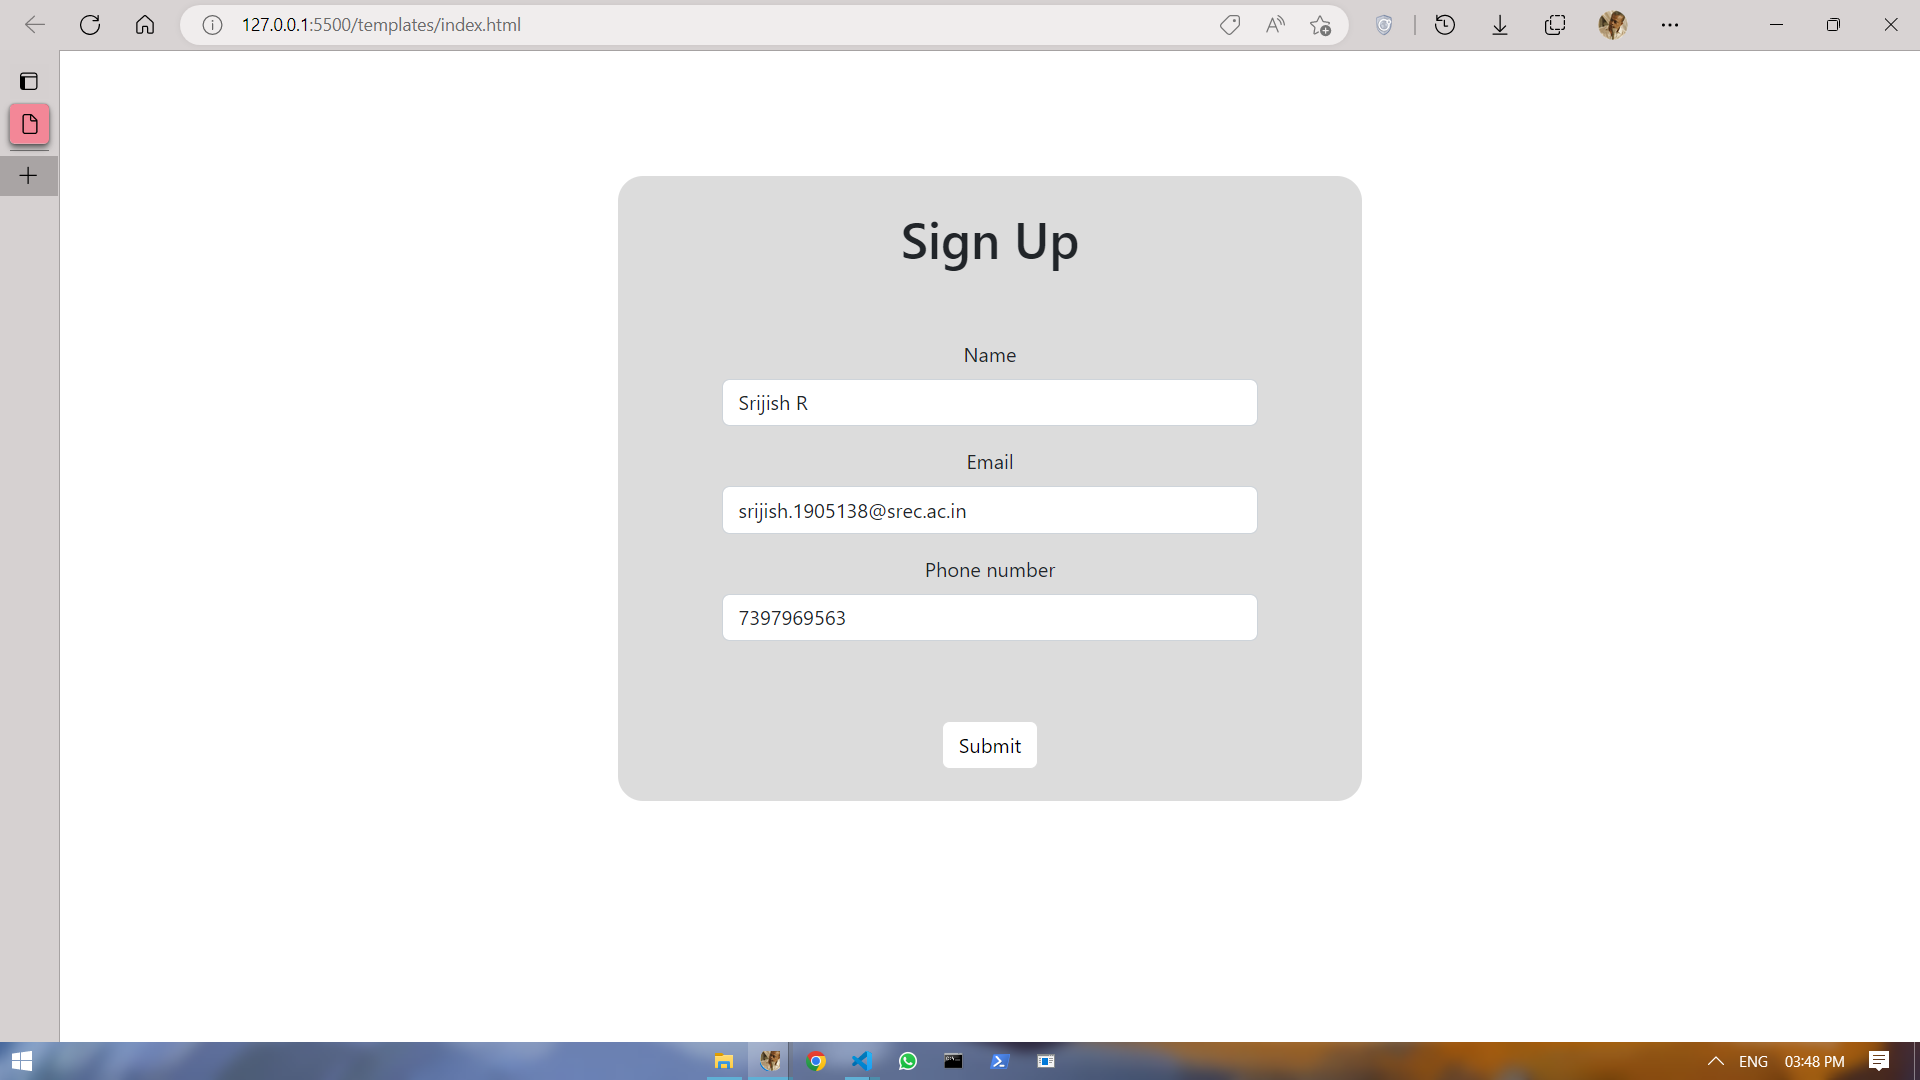 127.0.0.1:5500/templates/index.html
Sign Up
Name
Srijish R
Email
srijish.1905138@srec.ac.in
Phone number
7397969563
Submit
ENG
03:48 PM